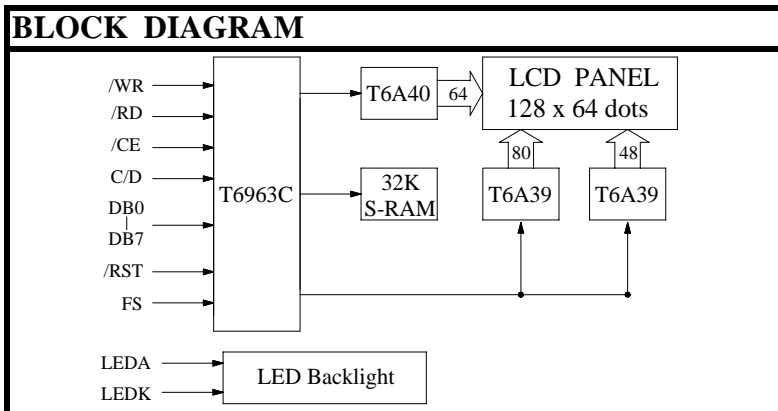 BLOCK DIAGRAM
/WR
/RD
/CE
C/D
DB0
DB7
/RST
FS
T6963C
T6A40
64
LCD PANEL
128 x 64 dots
80
48
32K
S-RAM
T6A39
T6A39
LEDA
LEDK
LED Backlight